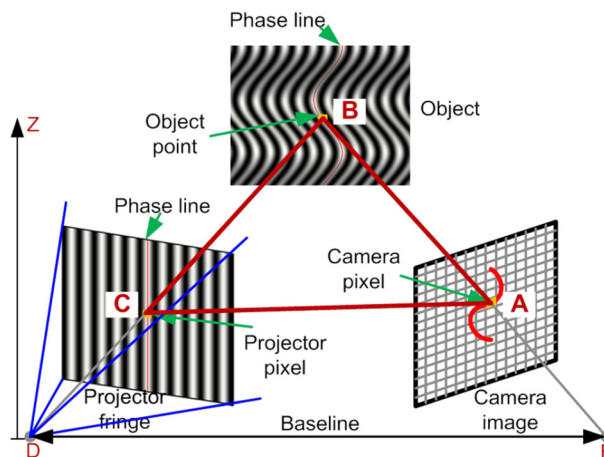 Phase line
Z
B
Object
Object
point
Phase line
Camera
pixel
C
A
Projector
pixel
Projector
fringe
Camera
image
Baseline
D